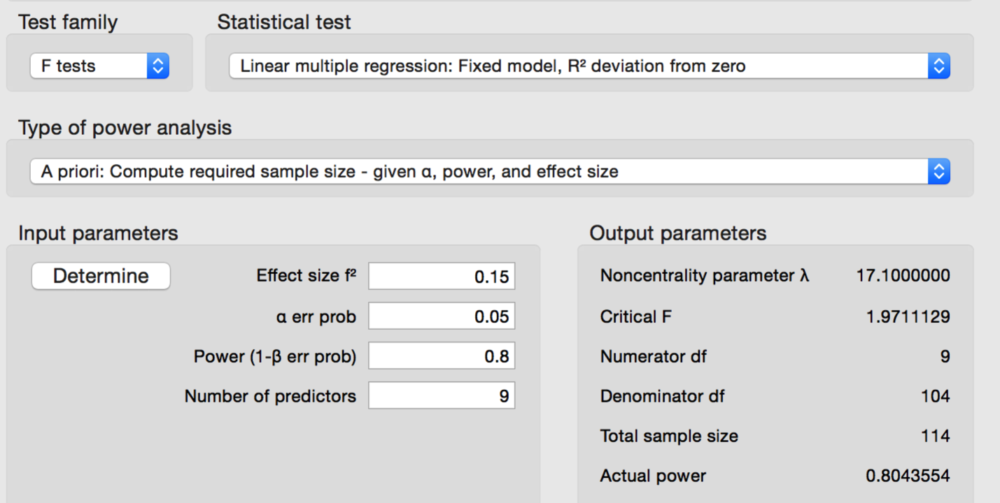 Test family
Statistical test
F tests
Linear multiple regression: Fixed model, R² deviation from zero
Type of power analysis
A priori: Compute required sample size - given α, power, and effect size
Input parameters
Output parameters
Determine
Effect size f² 0.15
α err prob 0.05
Power (1-β err prob) 0.8
Number of predictors 9
Noncentrality parameter λ 17.1000000
Critical F 1.9711129
Numerator df 9
Denominator df 104
Total sample size 114
Actual power 0.8043554